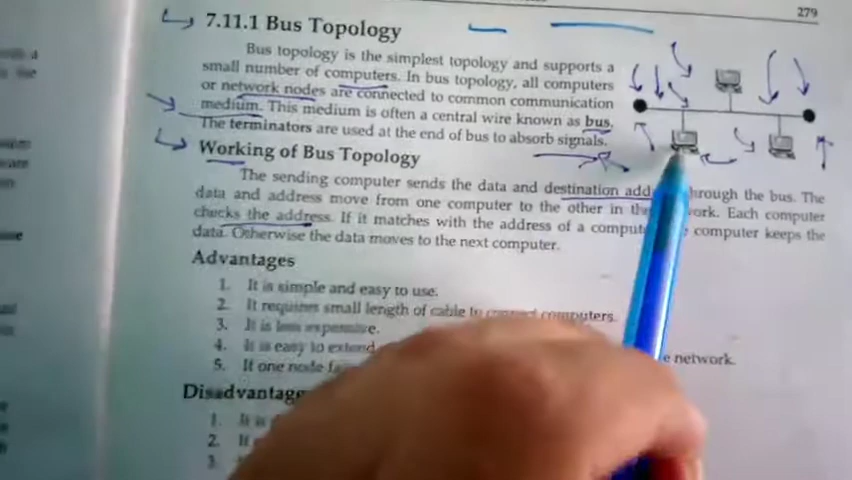 279
7.11.1 Bus Topology
Bus topology is the simplest topology and supports a
small number of computers. In bus topology, all computers
or network nodes are connected to common communication
medium. This medium is often a central wire known as bus.
The terminators are used at the end of bus to absorb signals.
Working of Bus Topology
The sending computer sends the data and destination add through the bus. The
data and address move from one computer to the other in the work. Each computer
checks the address. If it matches with the address of a comput computer keeps the
data. Otherwise the data moves to the next computer.
Advantages
1. It is simple and easy to use.
2. It requires small length of cable to connect computers.
3. It is less expensive.
4. It is easy to extend e network.
5. If one node
Disadvantage
1. It is
2. If
3.